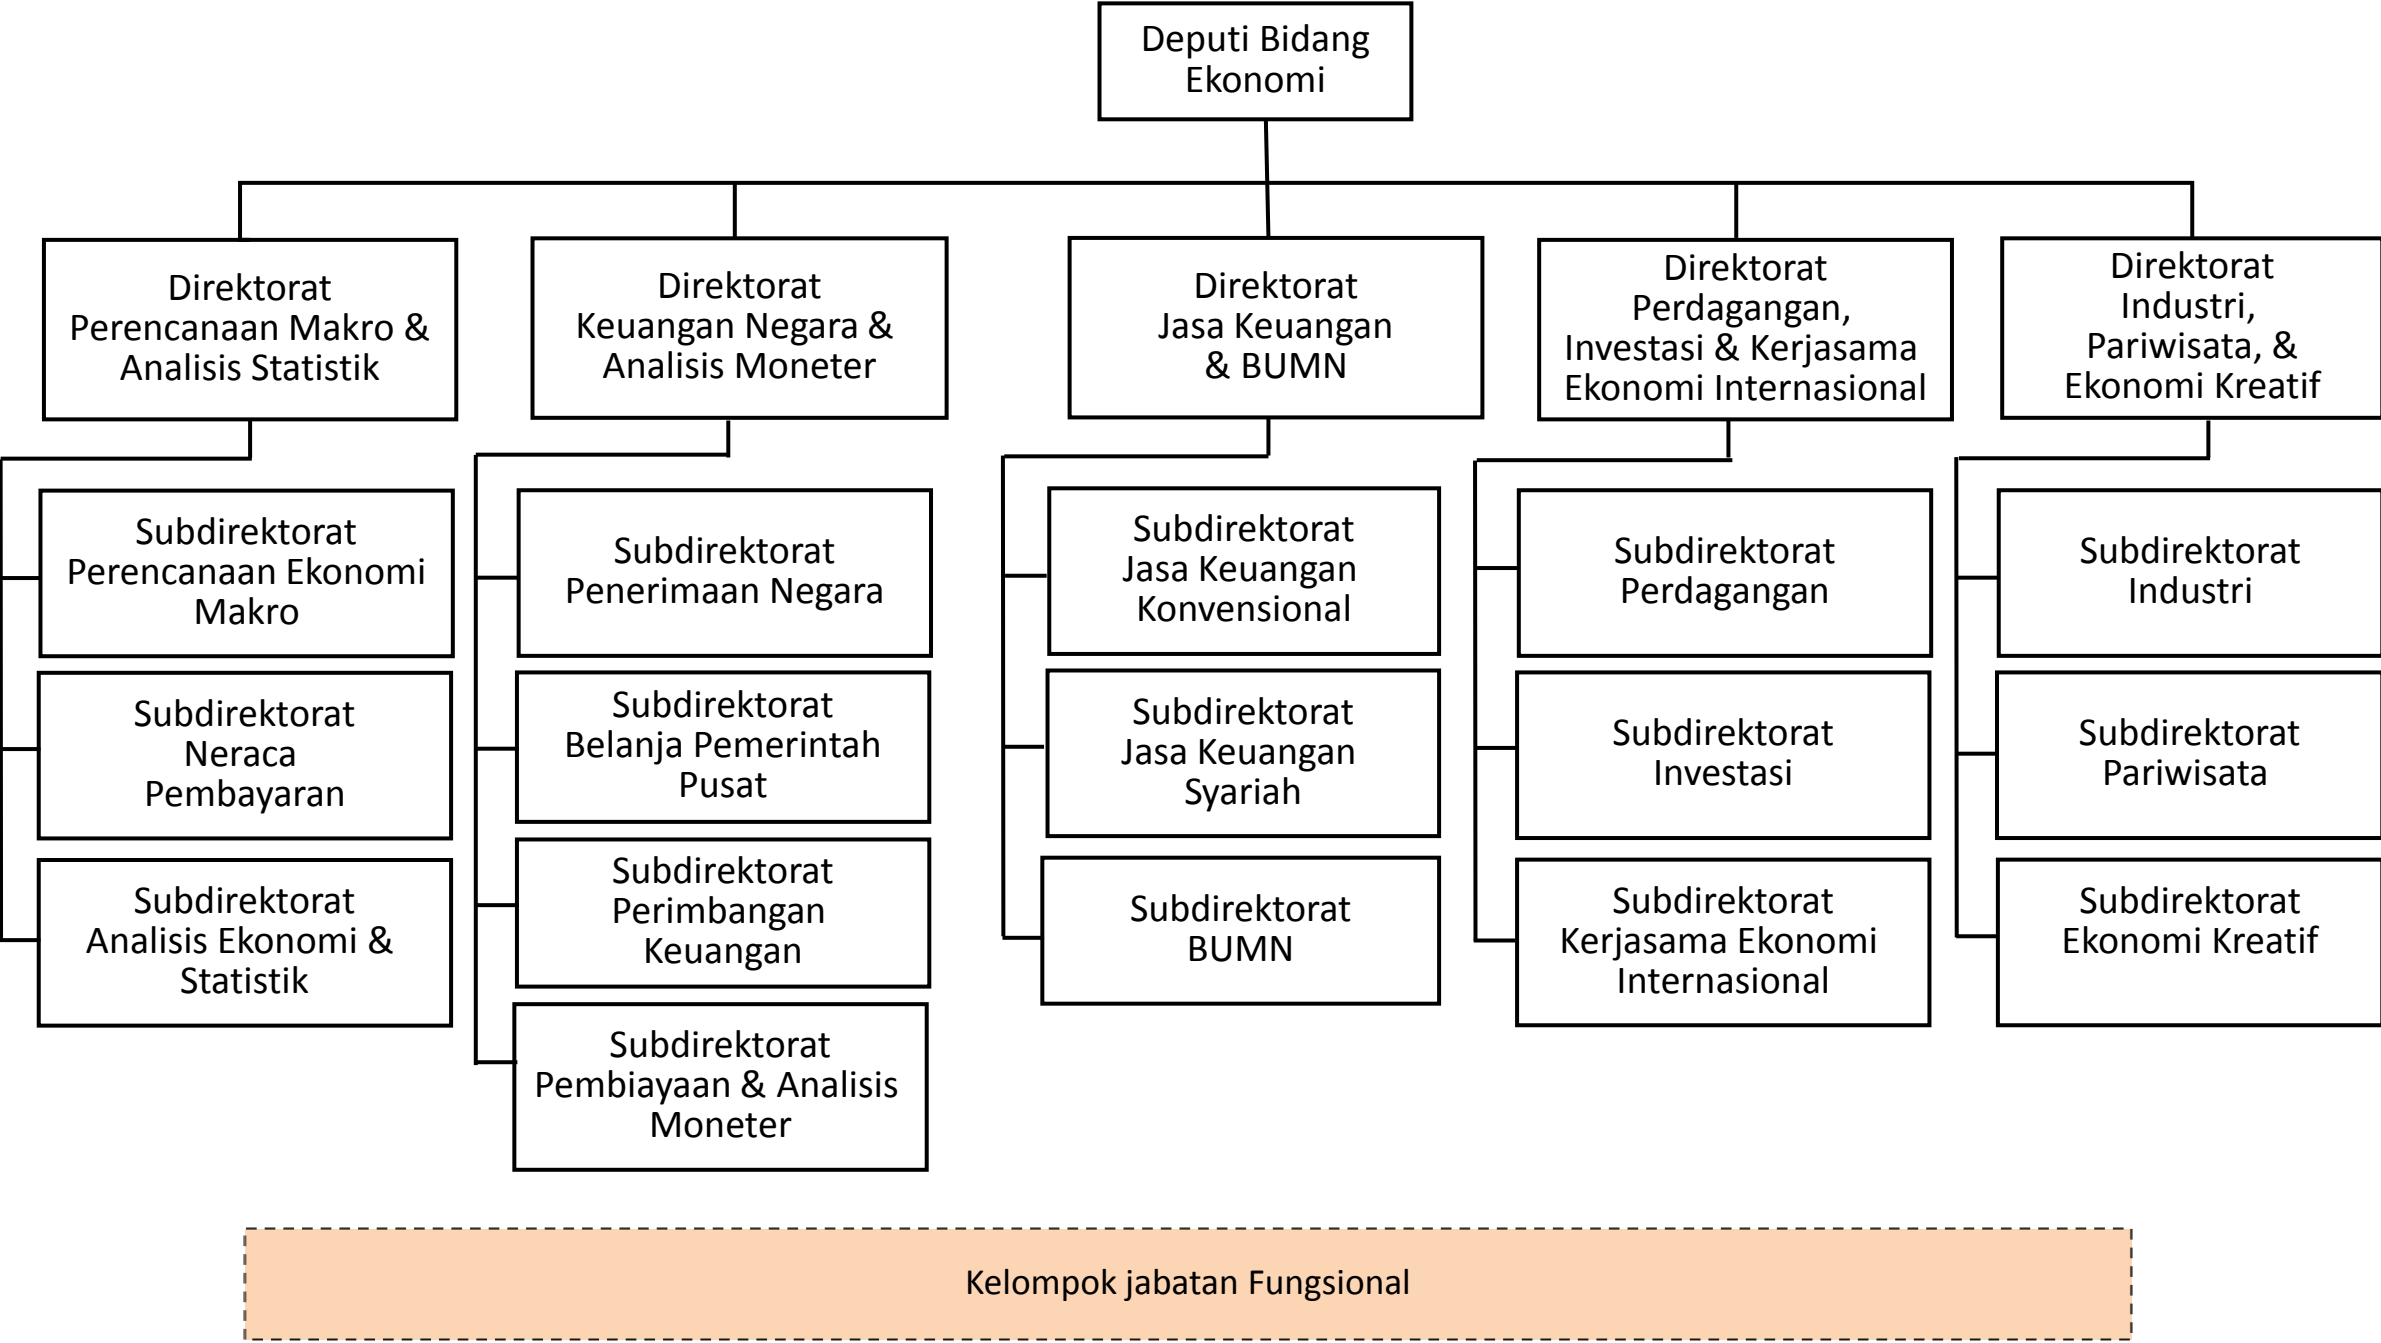 Deputi Bidang
Ekonomi
Direktorat
Perencanaan Makro &
Analisis Statistik
Direktorat
Keuangan Negara &
Analisis Moneter
Direktorat
Jasa Keuangan
& BUMN
Direktorat
Perdagangan,
Investasi & Kerjasama
Ekonomi Internasional
Direktorat
Industri,
Pariwisata, &
Ekonomi Kreatif
Subdirektorat
Perencanaan Ekonomi
Makro
Subdirektorat
Neraca
Pembayaran
Subdirektorat
Analisis Ekonomi &
Statistik
Subdirektorat
Penerimaan Negara
Subdirektorat
Belanja Pemerintah
Pusat
Subdirektorat
Perimbangan
Keuangan
Subdirektorat
Pembiayaan & Analisis
Moneter
Subdirektorat
Jasa Keuangan
Konvensional
Subdirektorat
Jasa Keuangan
Syariah
Subdirektorat
BUMN
Subdirektorat
Perdagangan
Subdirektorat
Investasi
Subdirektorat
Kerjasama Ekonomi
Internasional
Subdirektorat
Industri
Subdirektorat
Pariwisata
Subdirektorat
Ekonomi Kreatif
Kelompok jabatan Fungsional